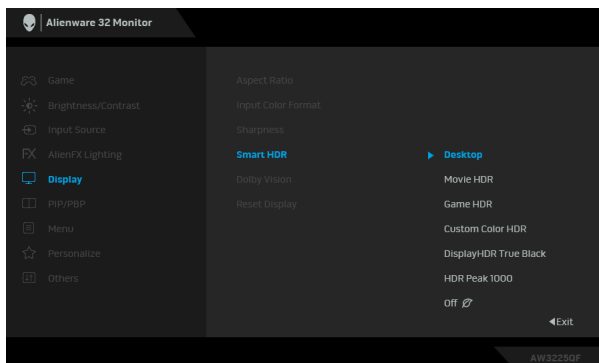 Alienware 32 Monitor
Game
Aspect Ratio
Brightness/Contrast
Input Color Format
Input Source
Sharpness
FX AlienFX Lighting
Smart HDR
Desktop
Display
Dolby Vision
Movie HDR
PIP/PBP
Reset Display
Game HDR
Menu
Custom Color HDR
Personalize
DisplayHDR True Black
Others
HDR Peak 1000
Off
Exit
AW3225QF